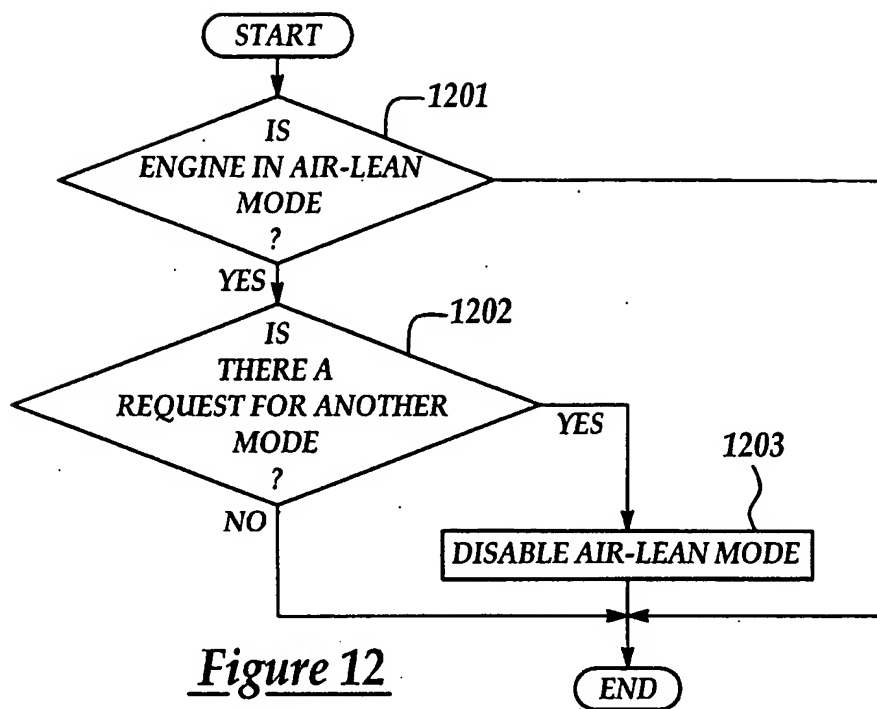 START
1201
IS
ENGINE IN AIR-LEAN
MODE
?
YES
1202
IS
THERE A
REQUEST FOR ANOTHER
MODE
?
YES
NO
1203
DISABLE AIR-LEAN MODE
END
Figure 12